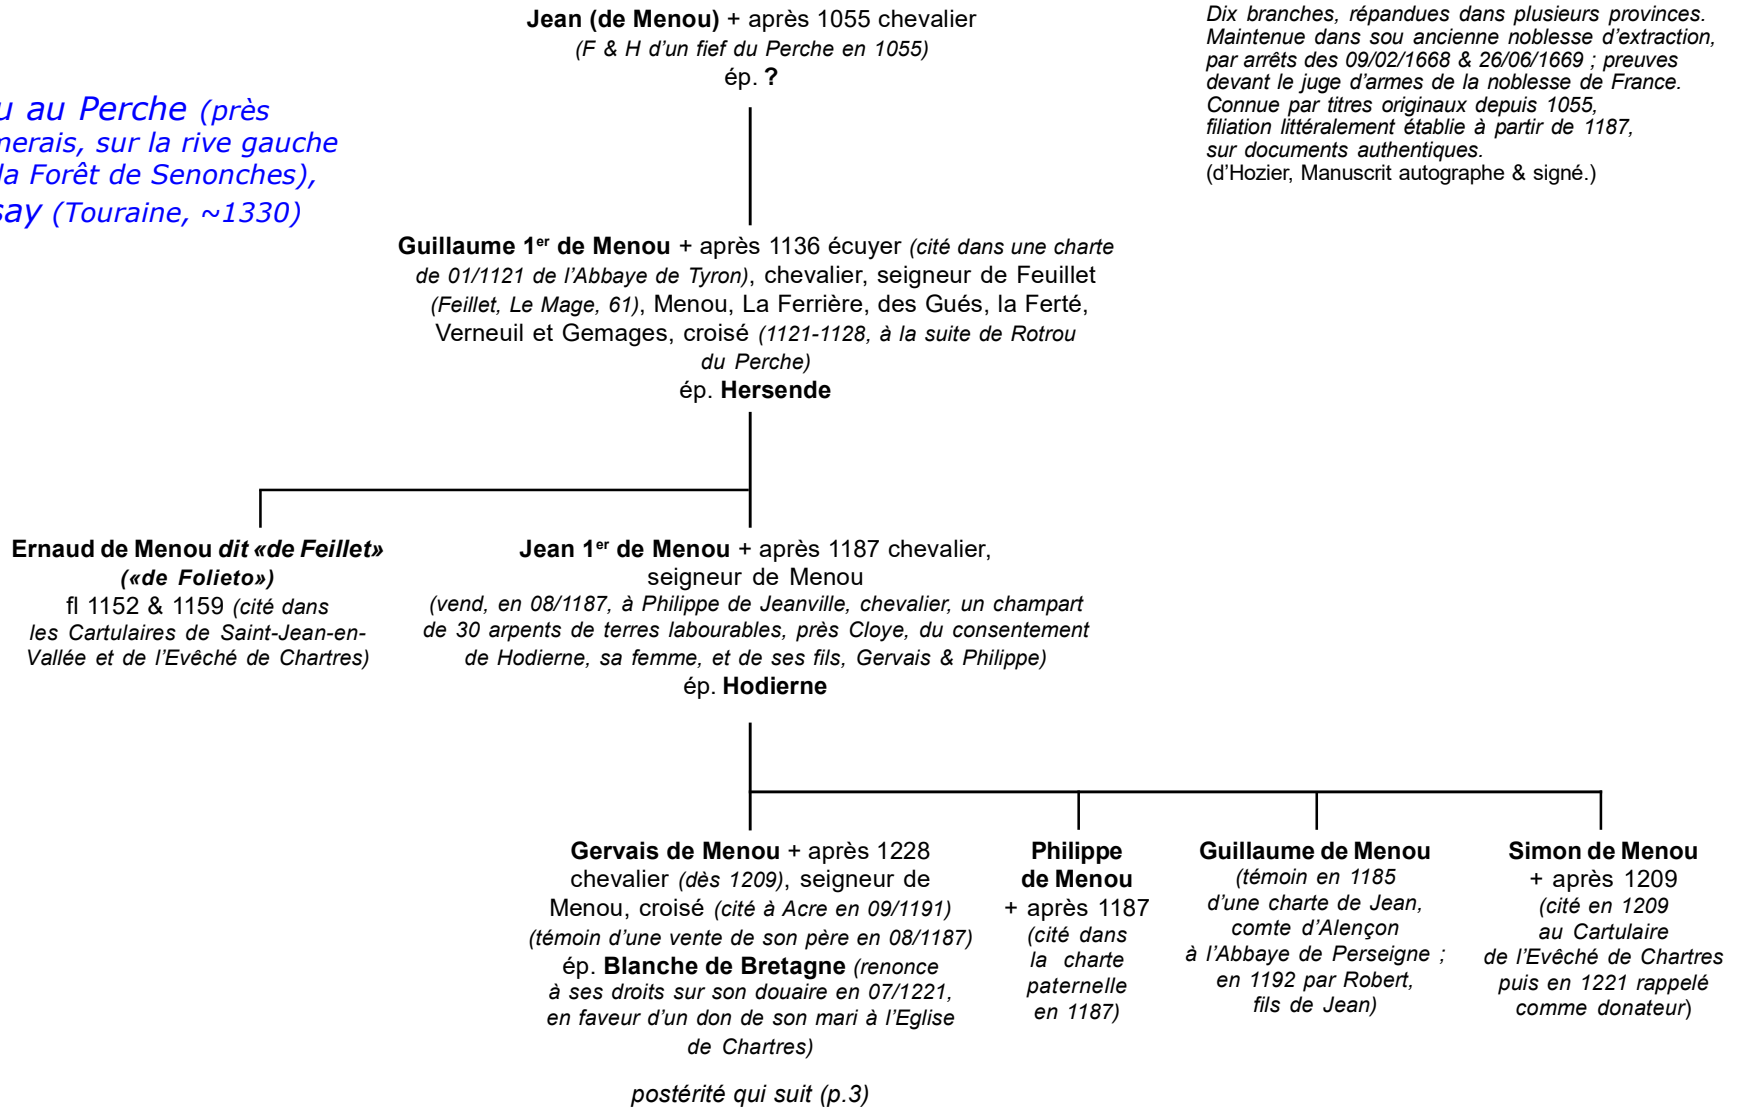 Jean (de Menou) + après 1055 chevalier
(F & H d’un fief du Perche en 1055)
ép. ?
Dix branches, répandues dans plusieurs provinces.
Maintenue dans sou ancienne noblesse d’extraction,
par arrêts des 09/02/1668 & 26/06/1669 ; preuves
devant le juge d’armes de la noblesse de France.
Connue par titres originaux depuis 1055,
filiation littéralement établie à partir de 1187,
sur documents authentiques.
(d’Hozier, Manuscrit autographe & signé.)
u au Perche (près
merais, sur la rive gauche
la Forêt de Senonches),
say (Touraine, ~1330)
Guillaume 1er de Menou + après 1136 écuyer (cité dans une charte
de 01/1121 de l’Abbaye de Tyron), chevalier, seigneur de Feuillet
(Feillet, Le Mage, 61), Menou, La Ferrière, des Gués, la Ferté,
Verneuil et Gemages, croisé (1121-1128, à la suite de Rotrou
du Perche)
ép. Hersende
Ernaud de Menou dit «de Feillet»
(«de Folieto»)
fl 1152 & 1159 (cité dans
les Cartulaires de Saint-Jean-en-
Vallée et de l’Evêché de Chartres)
Jean 1er de Menou + après 1187 chevalier,
seigneur de Menou
(vend, en 08/1187, à Philippe de Jeanville, chevalier, un champart
de 30 arpents de terres labourables, près Cloye, du consentement
de Hodierne, sa femme, et de ses fils, Gervais & Philippe)
ép. Hodierne
Gervais de Menou + après 1228
chevalier (dès 1209), seigneur de
Menou, croisé (cité à Acre en 09/1191)
(témoin d’une vente de son père en 08/1187)
ép. Blanche de Bretagne (renonce
à ses droits sur son douaire en 07/1221,
en faveur d’un don de son mari à l’Eglise
de Chartres)
postérité qui suit (p.3)
Philippe
de Menou
+ après 1187
(cité dans
la charte
paternelle
en 1187)
Guillaume de Menou
(témoin en 1185
d’une charte de Jean,
comte d’Alençon
à l’Abbaye de Perseigne ;
en 1192 par Robert,
fils de Jean)
Simon de Menou
+ après 1209
(cité en 1209
au Cartulaire
de l’Evêché de Chartres
puis en 1221 rappelé
comme donateur)